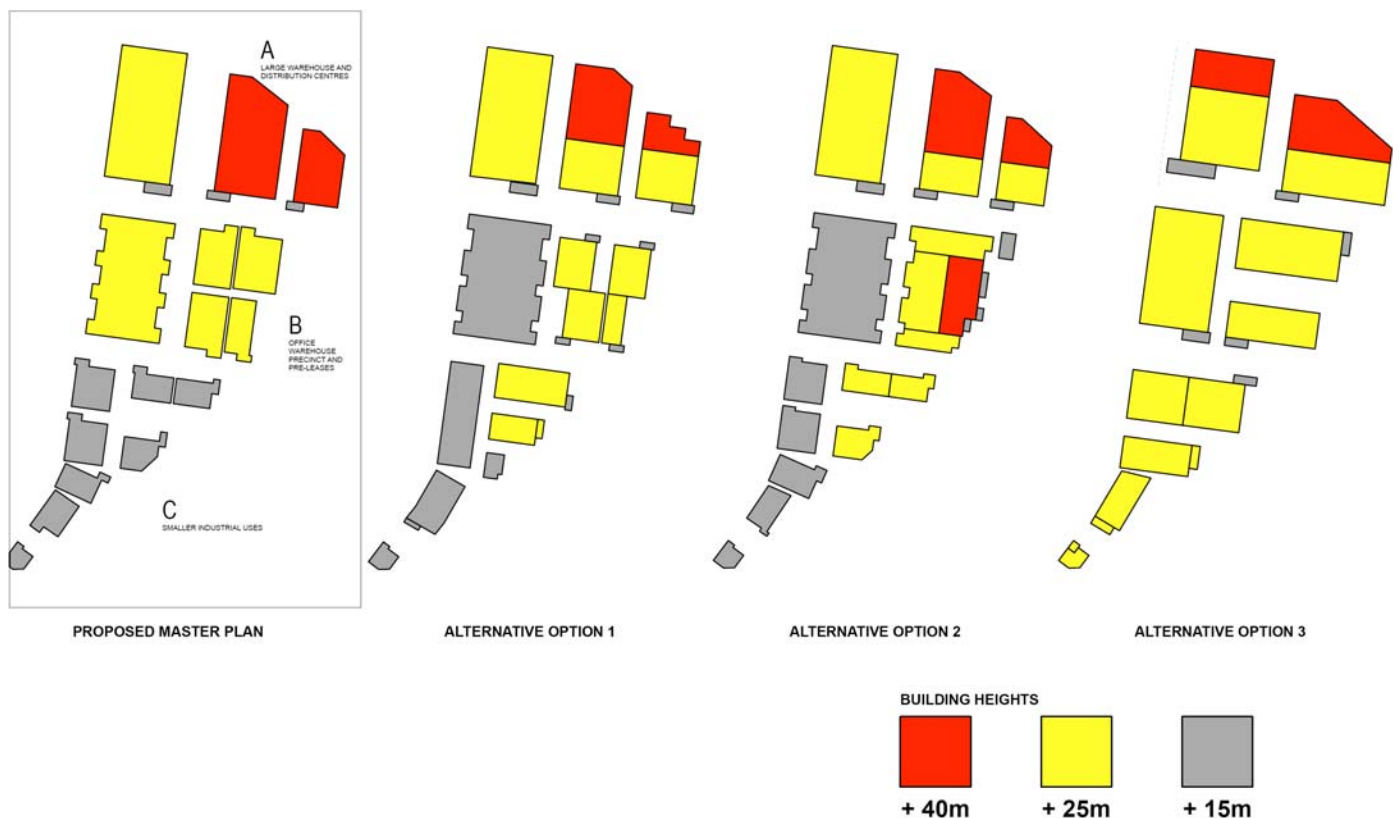 A
LARGE WAREHOUSE AND
DISTRIBUTION CENTRES
B
OFFICE
WAREHOUSE
PRECINCT AND
PRE-LEASES
C
SMALLER INDUSTRIAL USES
PROPOSED MASTER PLAN
ALTERNATIVE OPTION 1
ALTERNATIVE OPTION 2
ALTERNATIVE OPTION 3
BUILDING HEIGHTS
+ 40m
+ 25m
+ 15m